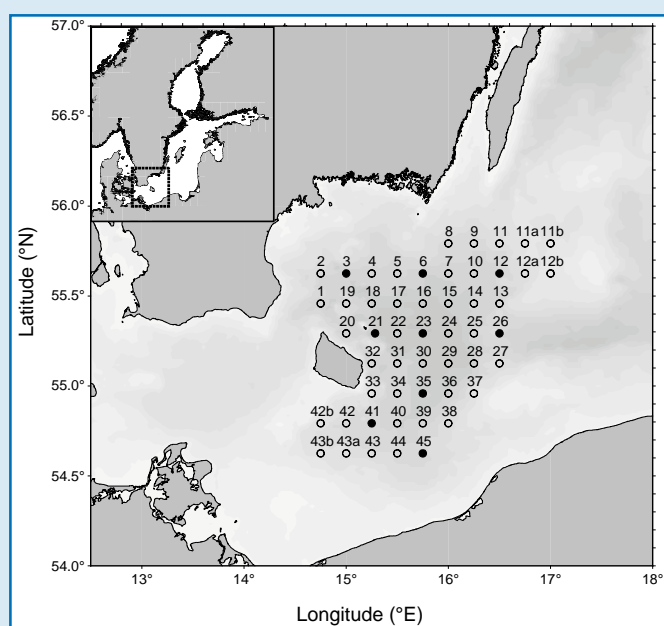 57.0°
56.5°
56.0°
55.5°
55.0°
54.5°
54.0°
Latitude (°N)
8 9 11 11a 11b
2 3 4 5 6 7 10 12 12a 12b
1 19 18 17 16 15 14 13
20 21 22 23 24 25 26
32 31 30 29 28 27
33 34 35 36 37
42b 42 41 40 39 38
43b 43a 43 44 45
13° 14° 15° 16° 17° 18°
Longitude (°E)